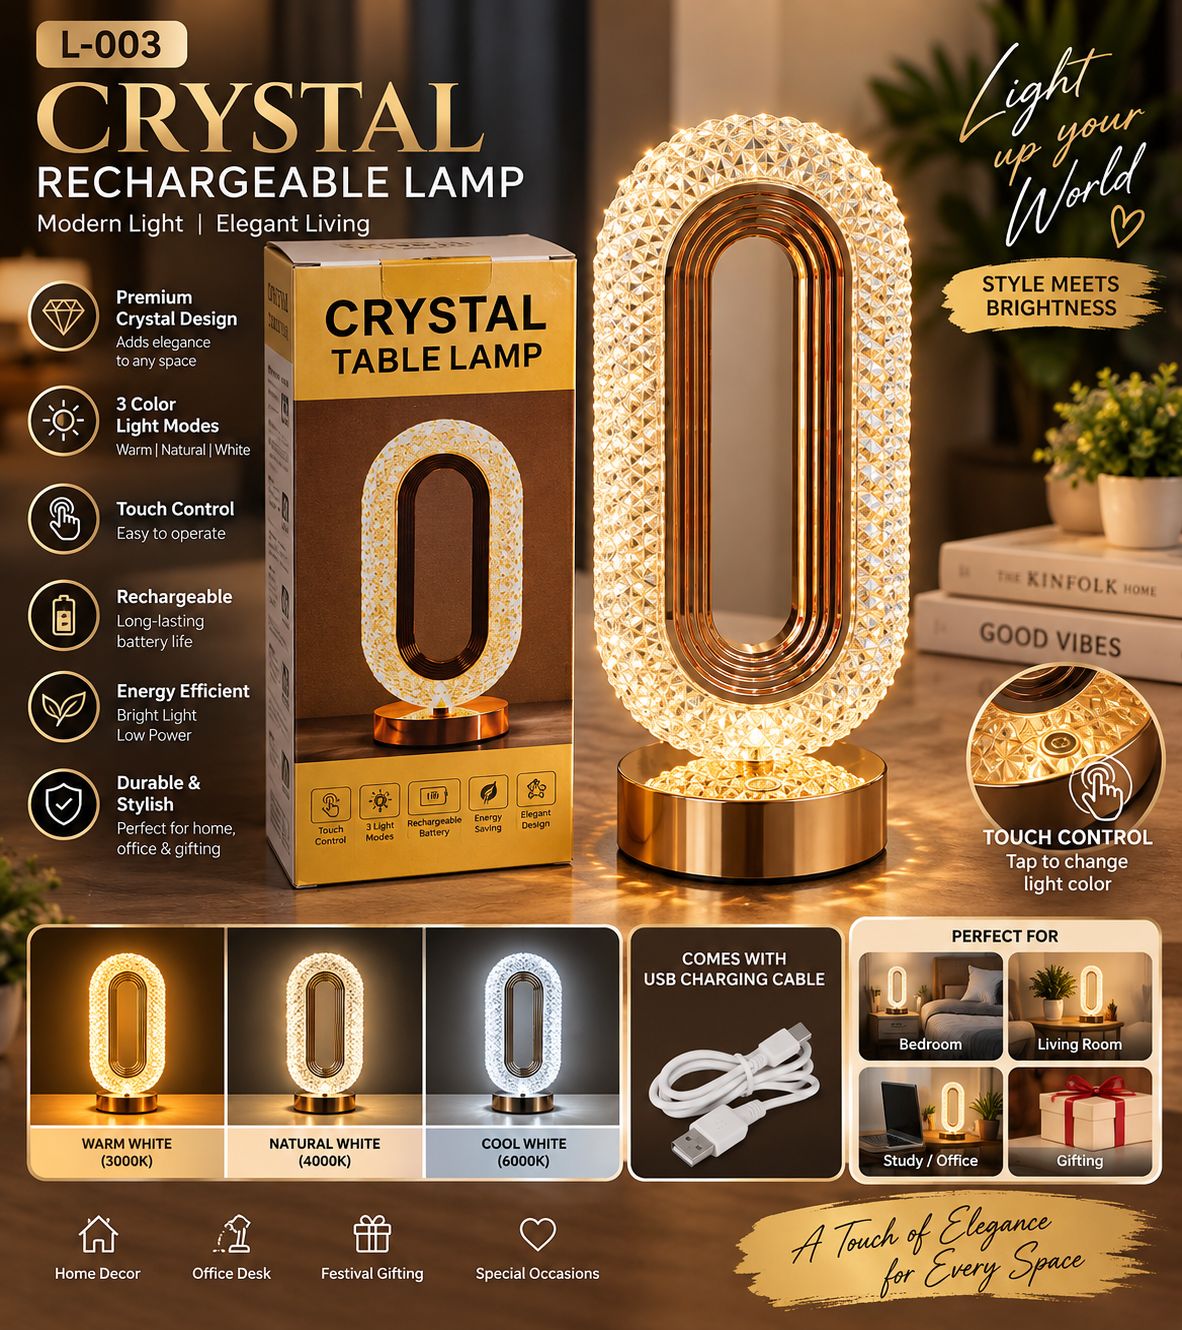 L-003
CRYSTAL
RECHARGEABLE LAMP
Modern Light | Elegant Living
Light
up your
World
STYLE MEETS
BRIGHTNESS
Premium
Crystal Design
Adds elegance
to any space
3 Color
Light Modes
Warm | Natural | White
Touch Control
Easy to operate
Rechargeable
Long-lasting
battery life
Energy Efficient
Bright Light
Low Power
Durable &
Stylish
Perfect for home,
office & gifting
CRYSTAL
TABLE LAMP
Touch
Control
3 Light
Modes
Rechargeable
Battery
Energy
Saving
Elegant
Design
THE KINFOLK HOME
GOOD VIBES
TOUCH CONTROL
Tap to change
light color
WARM WHITE
(3000K)
NATURAL WHITE
(4000K)
COOL WHITE
(6000K)
COMES WITH
USB CHARGING CABLE
PERFECT FOR
Bedroom
Living Room
Study / Office
Gifting
Home Decor
Office Desk
Festival Gifting
Special Occasions
A Touch of Elegance
for Every Space